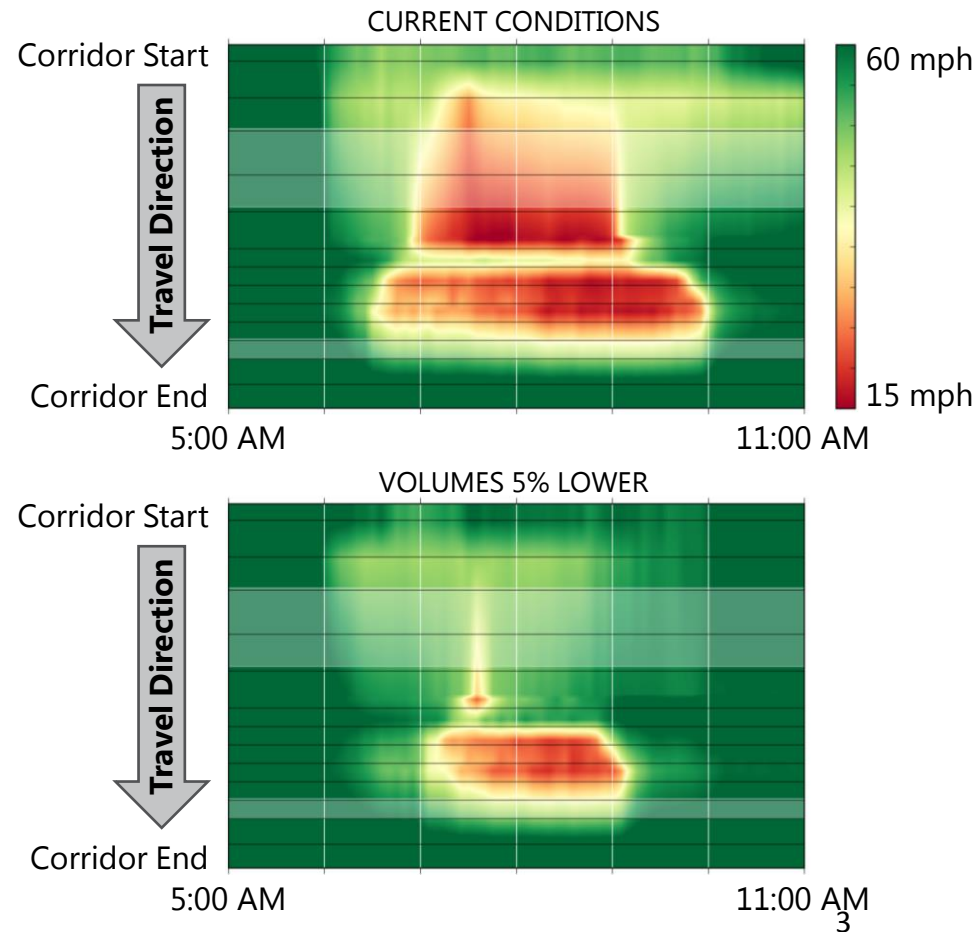 CURRENT CONDITIONS
Corridor Start
60 mph
Travel Direction
Corridor End
15 mph
5:00 AM
11:00 AM
VOLUMES 5% LOWER
Corridor Start
Travel Direction
Corridor End
5:00 AM
11:00 AM
3